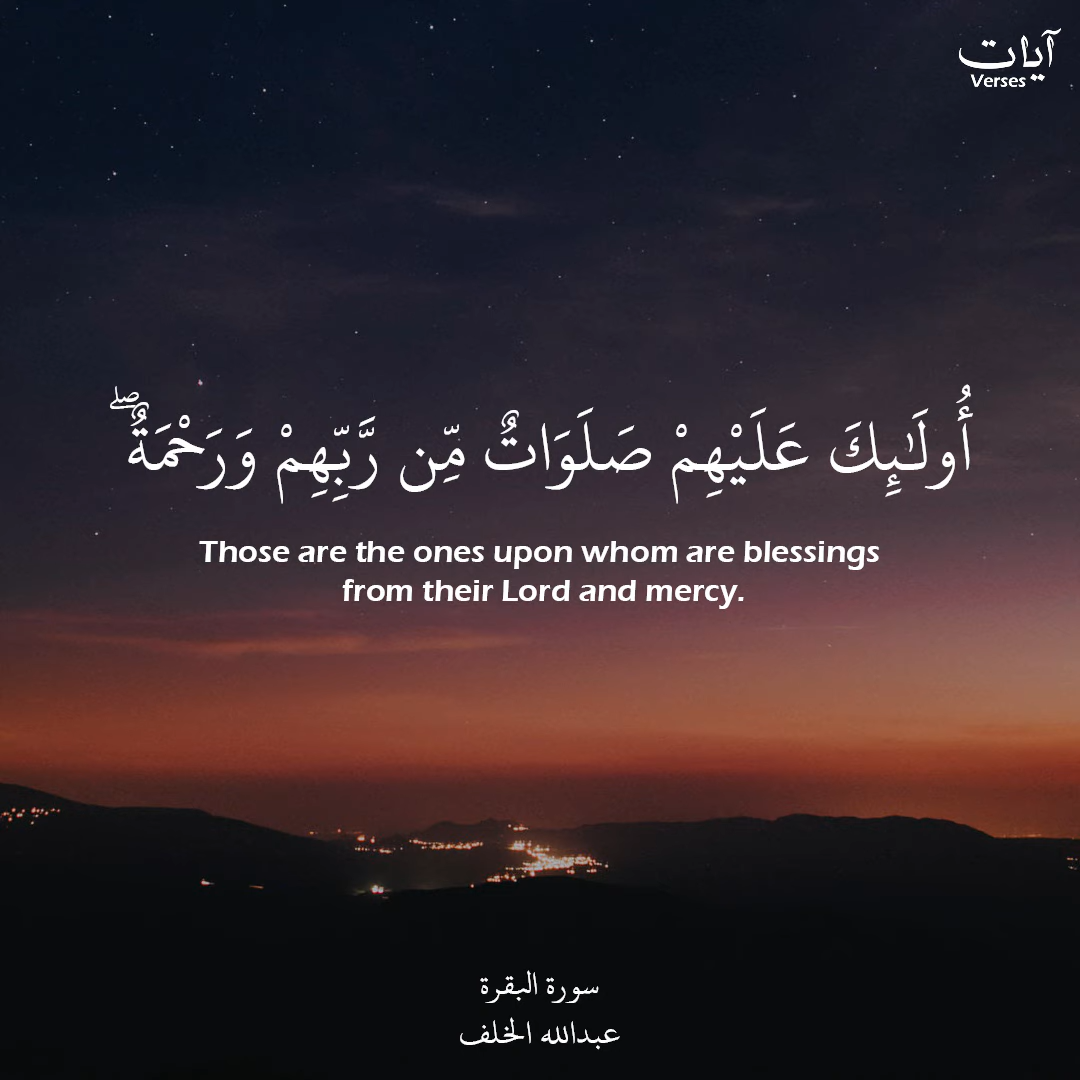 آيات
Verses
أُولَـٰئِكَ عَلَيْهِمْ صَلَوَاتٌ مِّن رَّبِّهِمْ وَرَحْمَةٌ ۖ
Those are the ones upon whom are blessings
from their Lord and mercy.
سورة البقرة
عبدالله الخلف